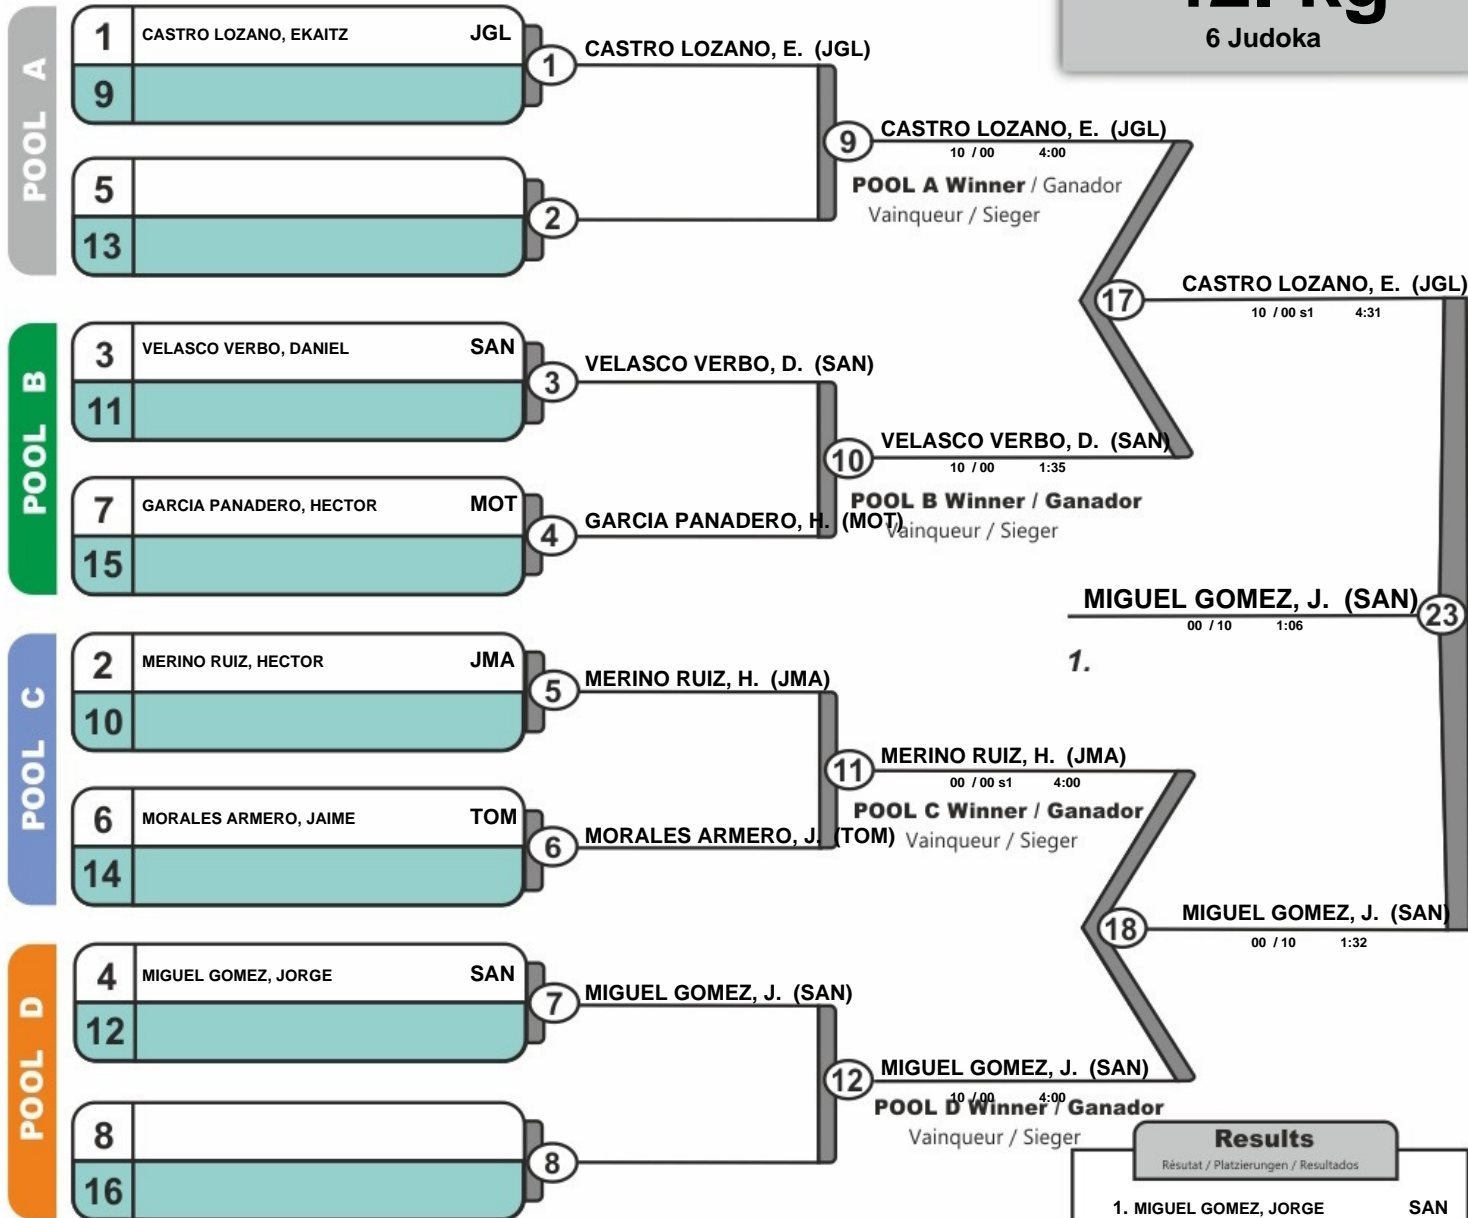 6 Judoka
POOL A
1 CASTRO LOZANO, EKAITZ JGL
9
1
CASTRO LOZANO, E. (JGL)
5
13
2
9
CASTRO LOZANO, E. (JGL)
10 / 00 4:00
POOL A Winner / Ganador
Vainqueur / Sieger
POOL B
3 VELASCO VERBO, DANIEL SAN
11
3
VELASCO VERBO, D. (SAN)
7 GARCIA PANADERO, HECTOR MOT
15
4
GARCIA PANADERO, H. (MOT)
10
VELASCO VERBO, D. (SAN)
10 / 00 1:35
POOL B Winner / Ganador
Vainqueur / Sieger
17
CASTRO LOZANO, E. (JGL)
10 / 00 s1 4:31
POOL C
2 MERINO RUIZ, HECTOR JMA
10
5
MERINO RUIZ, H. (JMA)
6 MORALES ARMERO, JAIME TOM
14
6
MORALES ARMERO, J. (TOM)
11
MERINO RUIZ, H. (JMA)
00 / 00 s1 4:00
POOL C Winner / Ganador
Vainqueur / Sieger
POOL D
4 MIGUEL GOMEZ, JORGE SAN
12
7
MIGUEL GOMEZ, J. (SAN)
8
16
8
12
MIGUEL GOMEZ, J. (SAN)
10 / 00 4:00
POOL D Winner / Ganador
Vainqueur / Sieger
18
MIGUEL GOMEZ, J. (SAN)
00 / 10 1:32
MIGUEL GOMEZ, J. (SAN)
23
00 / 10 1:06
1.
Results
Résutat / Platzierungen / Resultados
1. MIGUEL GOMEZ, JORGE SAN